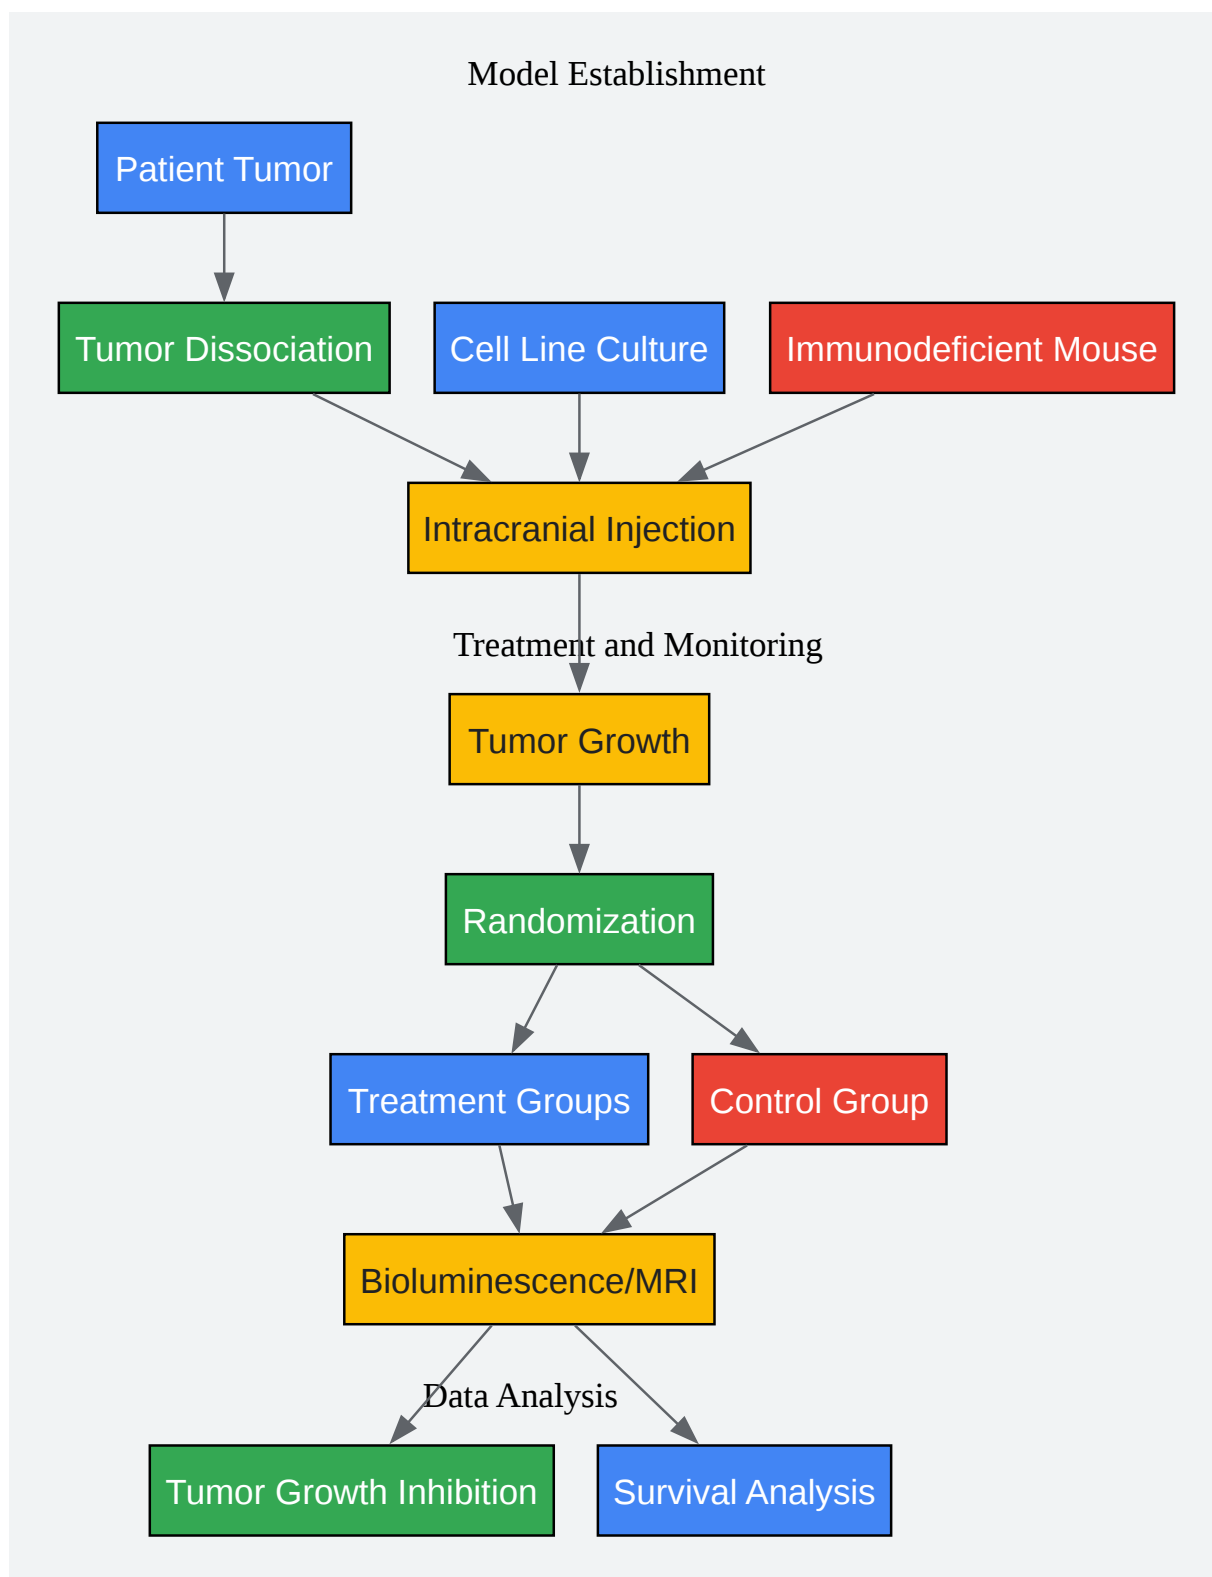 Model Establishment
Patient Tumor
Tumor Dissociation
Cell Line Culture
Immunodeficient Mouse
Intracranial Injection
Treatment and Monitoring
Tumor Growth
Randomization
Treatment Groups
Control Group
Bioluminescence/MRI
Data Analysis
Tumor Growth Inhibition
Survival Analysis